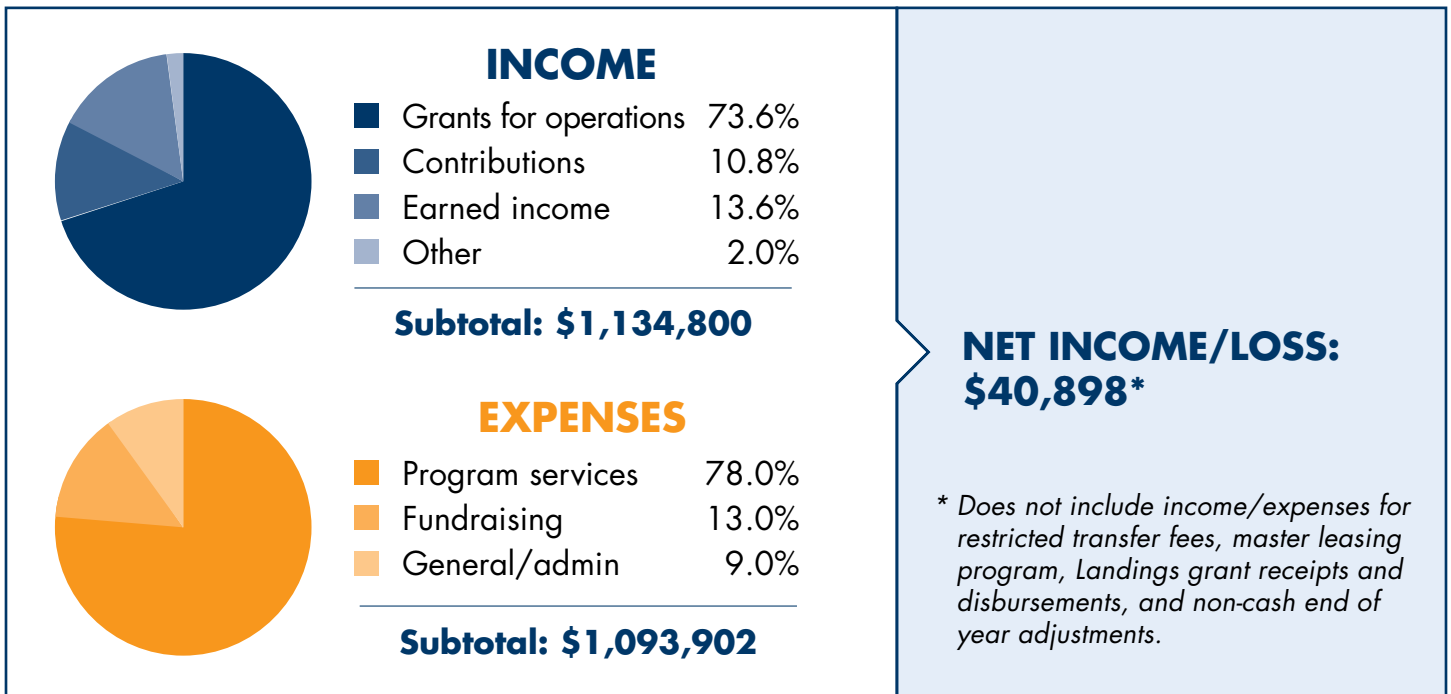 INCOME
Grants for operations 73.6%
Contributions 10.8%
Earned income 13.6%
Other 2.0%
Subtotal: $1,134,800
EXPENSES
Program services 78.0%
Fundraising 13.0%
General/admin 9.0%
Subtotal: $1,093,902
NET INCOME/LOSS:
$40,898*
* Does not include income/expenses for
restricted transfer fees, master leasing
program, Landings grant receipts and
disbursements, and non-cash end of
year adjustments.